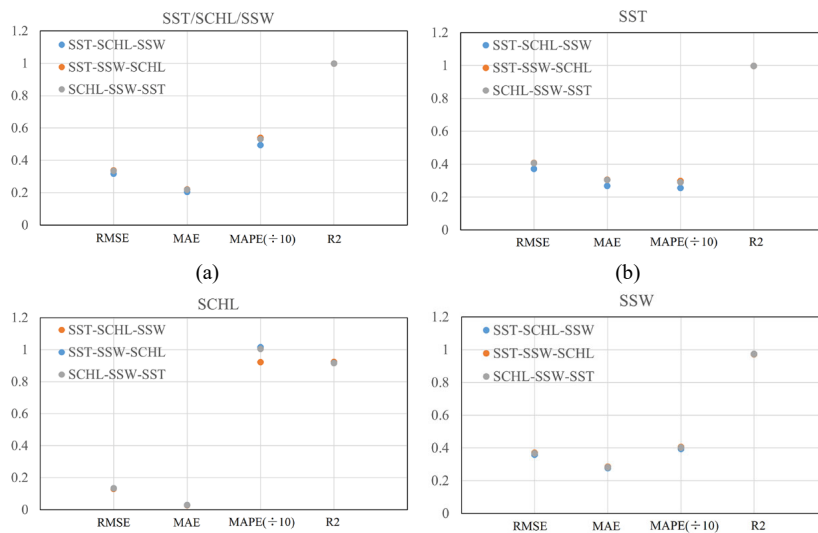 SST/SCHL/SSW
1.2
SST-SCHL-SSW
1
SST-SSW-SCHL
0.8
SCHL-SSW-SST
0.6
0.4
0.2
0
RMSE MAE MAPE(÷10) R2
(a)
SST
1.2
SST-SCHL-SSW
1
SST-SSW-SCHL
0.8
SCHL-SSW-SST
0.6
0.4
0.2
0
RMSE MAE MAPE(÷10) R2
(b)
SCHL
1.2
SST-SCHL-SSW
1
SST-SSW-SCHL
0.8
SCHL-SSW-SST
0.6
0.4
0.2
0
RMSE MAE MAPE(÷10) R2
SSW
1.2
SST-SCHL-SSW
1
SST-SSW-SCHL
0.8
SCHL-SSW-SST
0.6
0.4
0.2
0
RMSE MAE MAPE(÷10) R2